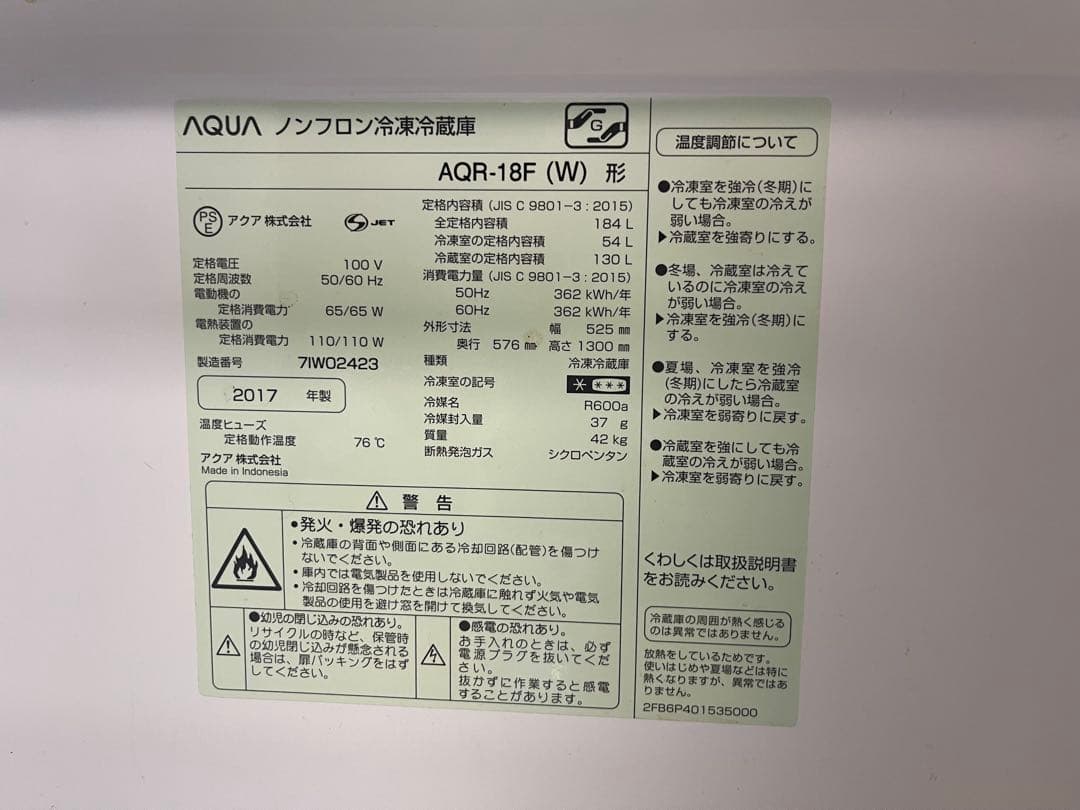 AQUA ノンフロン冷凍冷蔵庫
G
AQR-18F (W) 形
PS
E
アクア 株式会社
S JET
定格電圧 100 V
定格周波数 50/60 Hz
電動機の
定格消費電力 65/65 W
電熱装置の
定格消費電力 110/110 W
製造番号 7IW02423
2017 年製
温度ヒューズ
定格動作温度 76 ℃
アクア 株式会社
Made in Indonesia
定格内容積 (JIS C 9801-3 : 2015)
全定格内容積 184 L
冷凍室の定格内容積 54 L
冷蔵室の定格内容積 130 L
消費電力量 (JIS C 9801-3 : 2015)
50Hz 362 kWh/年
60Hz 362 kWh/年
外形寸法 幅 525 mm
奥行 576 mm 高さ 1300 mm
種類 冷凍冷蔵庫
冷凍室の記号 * ***
冷媒名 R600a
冷媒封入量 37 g
質量 42 kg
断熱発泡ガス シクロペンタン
⚠ 警 告
•発火・爆発の恐れあり
•冷蔵庫の背面や側面にある冷却回路(配管)を傷つけ
ないでください。
•庫内では電気製品を使用しないでください。
•冷却回路を傷つけたときは冷蔵庫に触れず火気や電気
製品の使用を避け窓を開けて換気してください。
●幼児の閉じ込みの恐れあり。
リサイクルの時など、保管時
の幼児閉じ込みが懸念される
場合は、扉パッキングをはず
してください。
●感電の恐れあり。
お手入れのときは、必ず
電源プラグを抜いてくだ
さい。
抜かずに作業すると感電
することがあります。
温度調節について
●冷凍室を強冷(冬期)に
しても冷凍室の冷えが
弱い場合。
▶冷蔵室を強寄りにする。
●冬場、冷蔵室は冷えて
いるのに冷凍室の冷え
が弱い場合。
▶冷凍室を強冷(冬期)に
する。
●夏場、冷凍室を強冷
(冬期)にしたら冷蔵室
の冷えが弱い場合。
▶冷凍室を弱寄りに戻す。
●冷蔵室を強にしても冷
蔵室の冷えが弱い場合。
▶冷凍室を弱寄りに戻す。
くわしくは取扱説明書
をお読みください。
冷蔵庫の周囲が熱く感じる
のは異常ではありません。
放熱をしているためです。
使いはじめや夏場などは特に
熱くなりますが、異常ではあ
りません。
2FB6P401535000